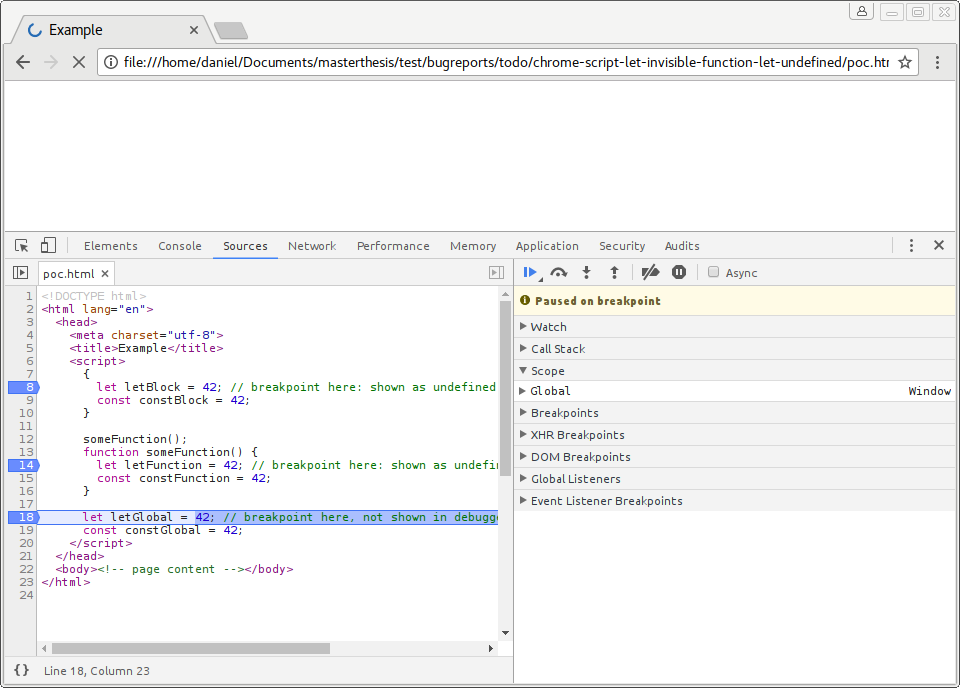 Example
file:///home/daniel/Documents/masterthesis/test/bugreports/todo/chrome-script-let-invisible-function-let-undefined/poc.htn
Elements Console Sources Network Performance Memory Application Security Audits
poc.html
Async
1 <!DOCTYPE html>
2 <html lang="en">
3 <head>
4 <meta charset="utf-8">
5 <title>Example</title>
6 <script>
7 {
8 let letBlock = 42; // breakpoint here: shown as undefined
9 const constBlock = 42;
10 }
11
12 someFunction();
13 function someFunction() {
14 let letFunction = 42; // breakpoint here: shown as undefin
15 const constFunction = 42;
16 }
17
18 let letGlobal = 42; // breakpoint here, not shown in debugge
19 const constGlobal = 42;
20 </script>
21 </head>
22 <body><!-- page content --></body>
23 </html>
24
{} Line 18, Column 23
Paused on breakpoint
Watch
Call Stack
Scope
Global Window
Breakpoints
XHR Breakpoints
DOM Breakpoints
Global Listeners
Event Listener Breakpoints